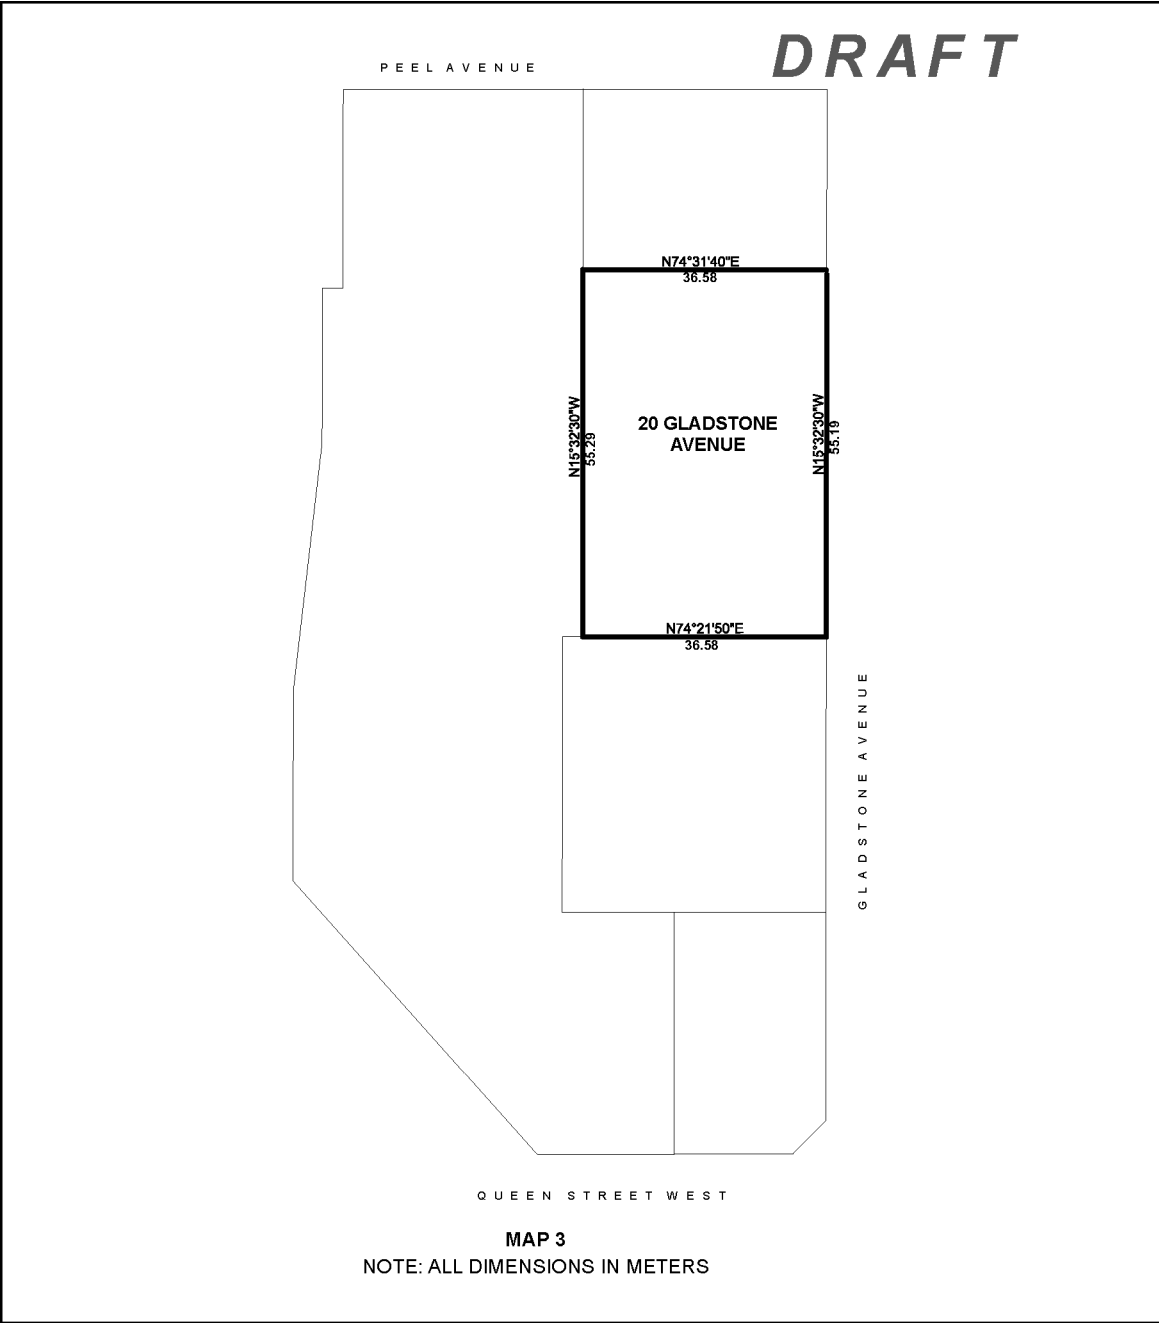 DRAFT
PEEL AVENUE
N74°31'40"E
36.58
N15°32'30"W
55.29
20 GLADSTONE
AVENUE
N15°32'30"W
55.19
N74°21'50"E
36.58
GLADSTONE AVENUE
QUEEN STREET WEST
MAP 3
NOTE: ALL DIMENSIONS IN METERS